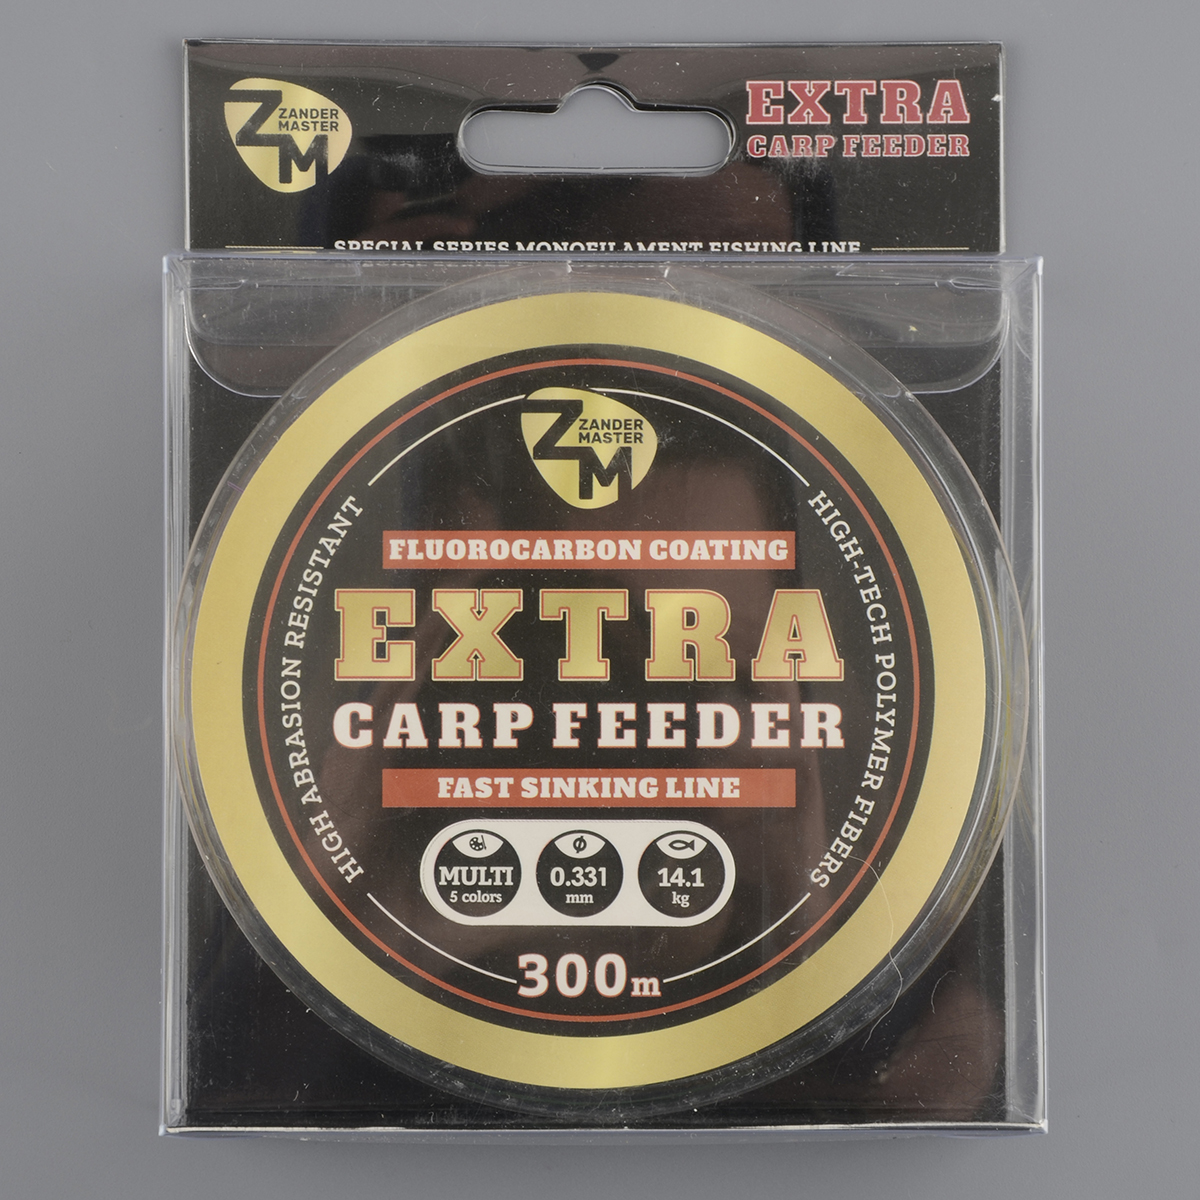 ZM ZANDER
MASTER
EXTRA
CARP FEEDER
SPECIAL SERIES MONOFILAMENT FISHING LINE
ZM ZANDER
MASTER
HIGH ABRASION RESISTANT
HIGH-TECH POLYMER FIBERS
FLUOROCARBON COATING
EXTRA
CARP FEEDER
FAST SINKING LINE
MULTI
5 colors
Ø
0.331
mm
14.1
kg
300m